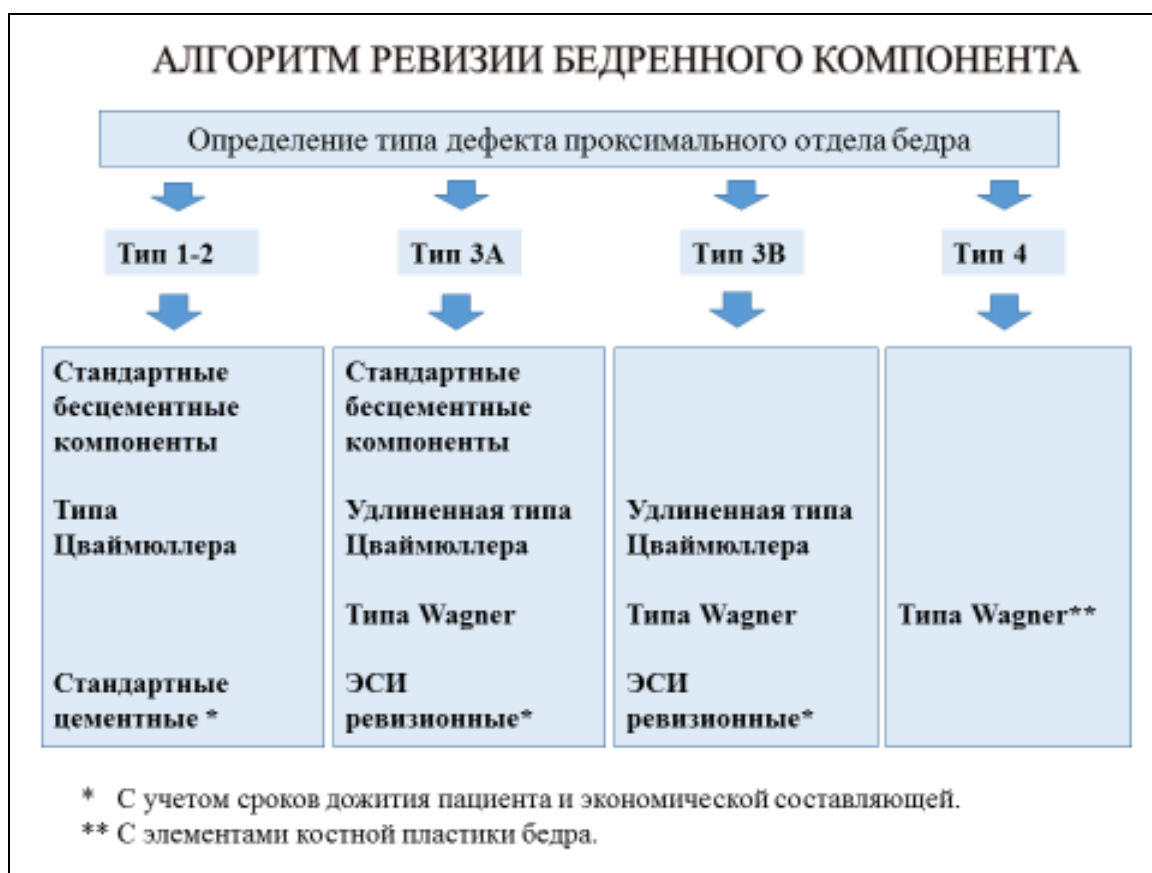 АЛГОРИТМ РЕВИЗИИ БЕДРЕННОГО КОМПОНЕНТА
Определение типа дефекта проксимального отдела бедра
Тип 1-2
Тип 3А
Тип 3В
Тип 4
Стандартные
бесцементные
компоненты
Типа
Цваймюллера
Стандартные
цементные *
Стандартные
бесцементные
компоненты
Удлиненная типа
Цваймюллера
Типа Wagner
ЭСИ
ревизионные*
Удлиненная типа
Цваймюллера
Типа Wagner
ЭСИ
ревизионные*
Типа Wagner**
* С учетом сроков дожития пациента и экономической составляющей.
** С элементами костной пластики бедра.